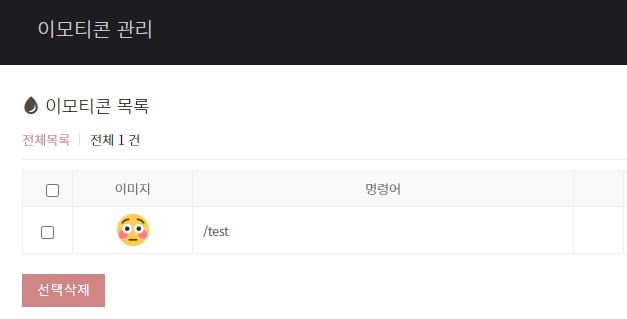 이모티콘 관리
이모티콘 목록
전체목록 전체 1 건
이미지 명령어
/test
선택삭제